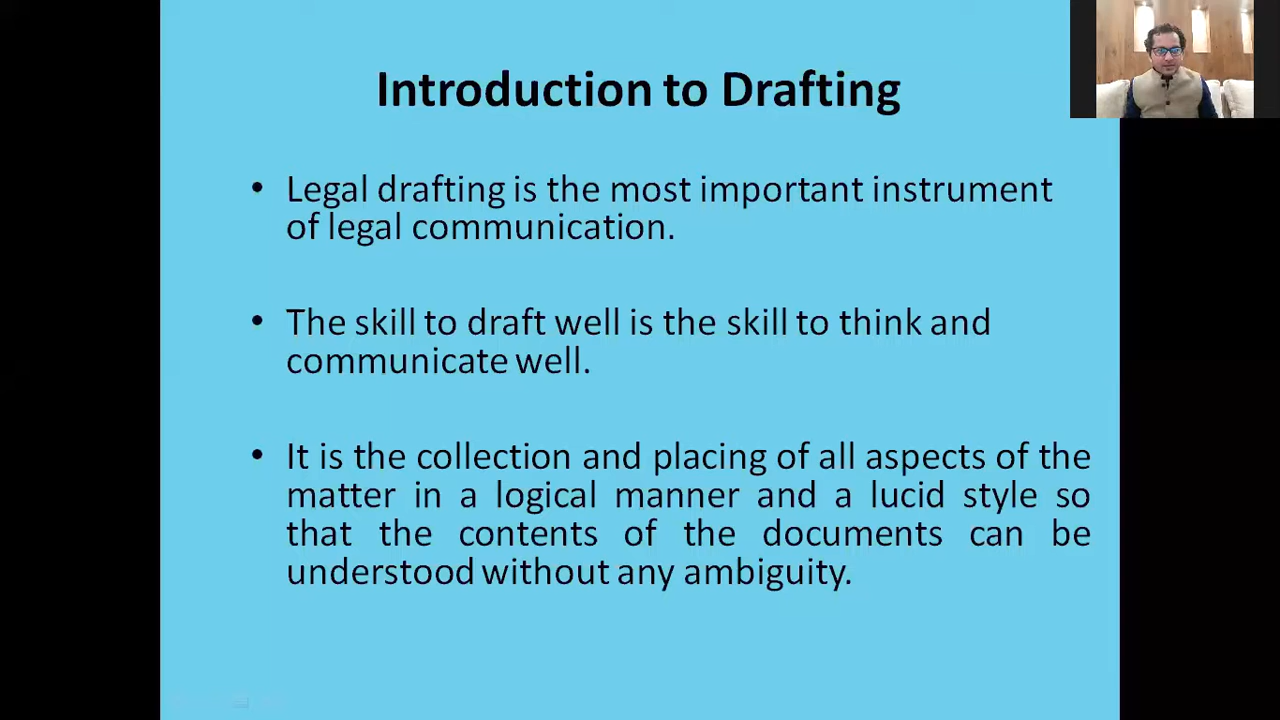 Introduction to Drafting
• Legal drafting is the most important instrument
of legal communication.
• The skill to draft well is the skill to think and
communicate well.
• It is the collection and placing of all aspects of the
matter in a logical manner and a lucid style so
that the contents of the documents can be
understood without any ambiguity.